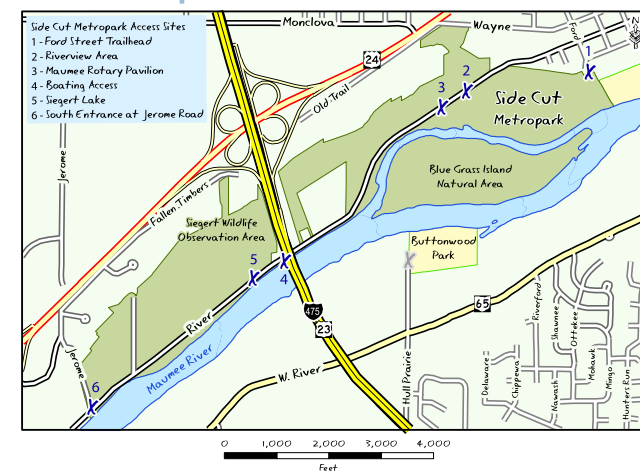 Side Cut Metropark Access Sites
1 - Ford Street Trailhead
2 - Riverview Area
3 - Maumee Rotary Pavilion
4 - Boating Access
5 - Siegert Lake
6 - South Entrance at Jerome Road
Monclova
Wayne
Ford
N
24
1
2
3
Old Trail
Side Cut
Metropark
Jerome
Blue Grass Island
Natural Area
Fallen Timbers
Siegert Wildlife
Observation Area
Buttonwood
Park
5
4
475
23
65
River
Maumee River
Riverford
Shawnee
Ottekee
Jerome
6
W. River
Hull Prairie
Delaware
Chippewa
Nawash
Mohawk
Mingo
Hunters Run
0 1,000 2,000 3,000 4,000
Feet